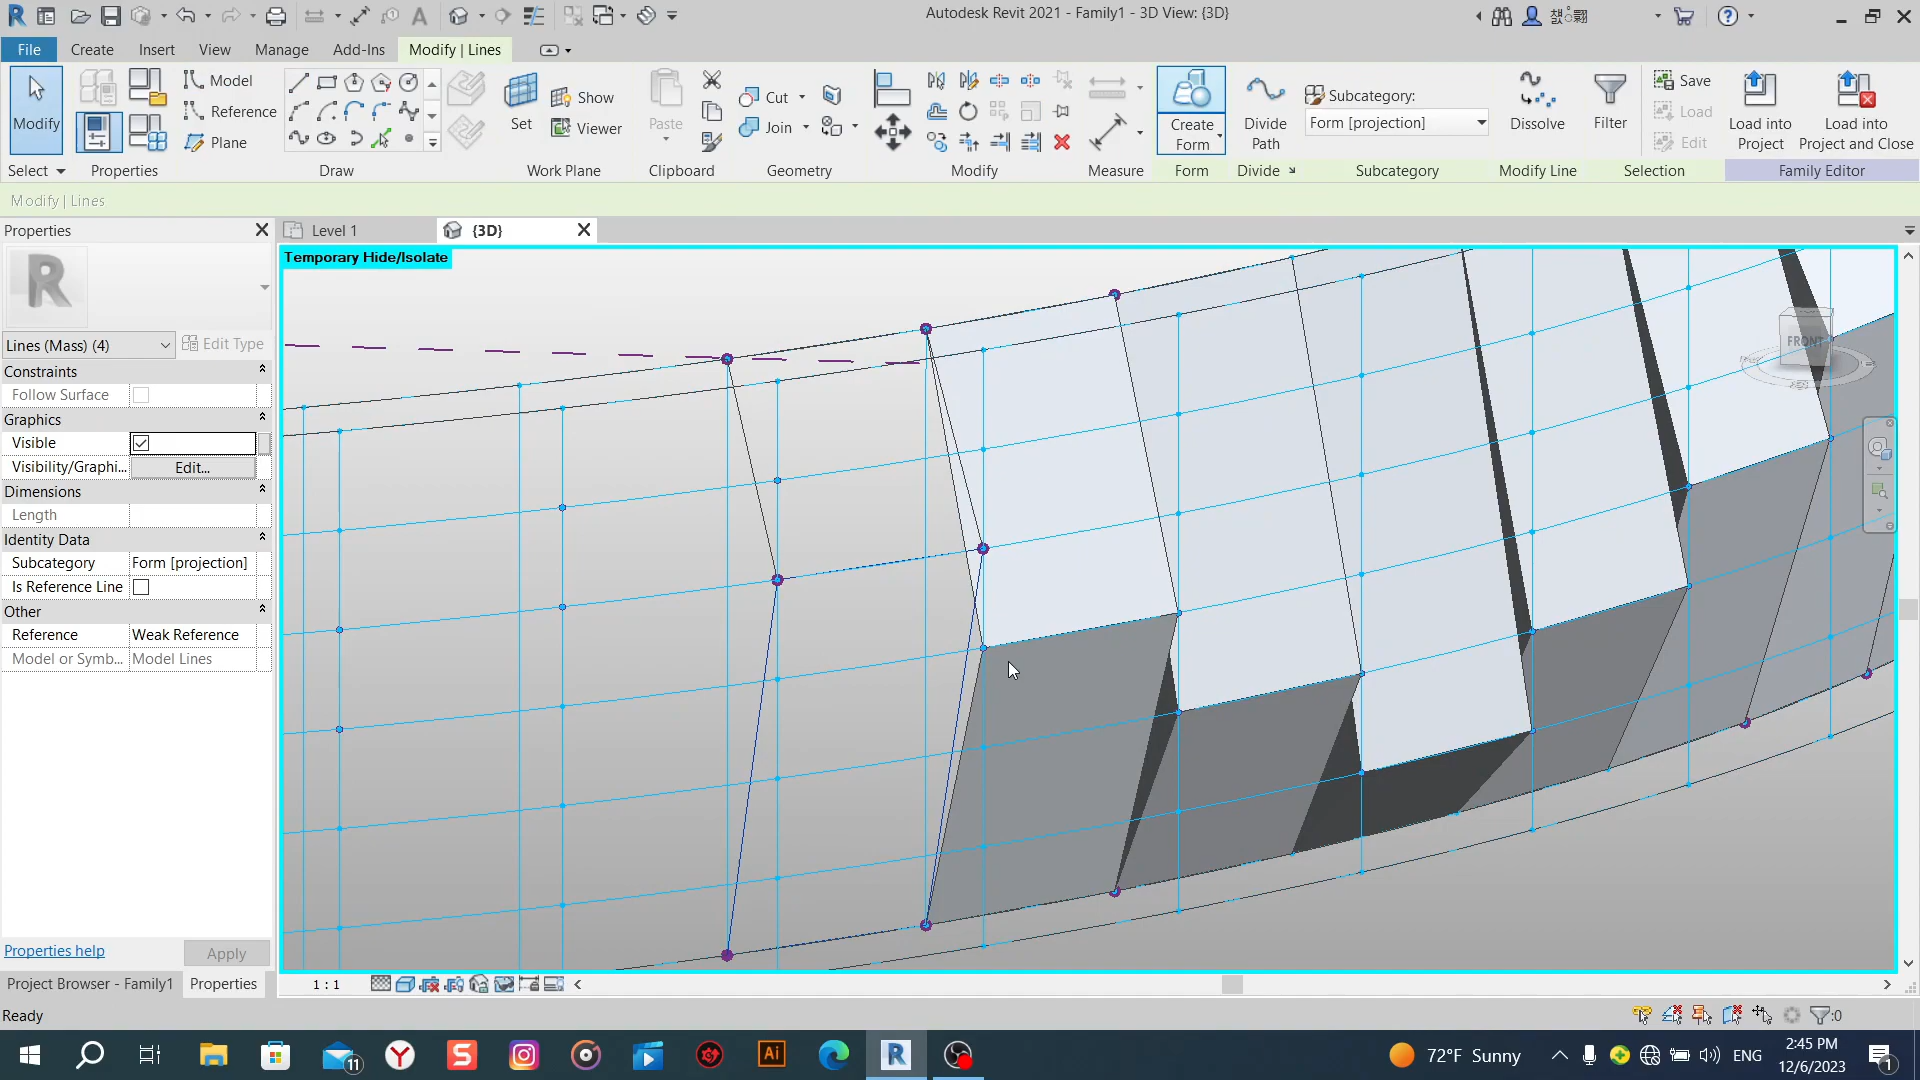 Autodesk Revit 2021 - Family1 - 3D View: {3D}
File Create Insert View Manage Add-Ins Modify | Lines
Modify
Model
Reference
Plane
Set
Show
Viewer
Paste
Cut
Join
Create
Form
Divide
Path
Subcategory:
Form [projection]
Dissolve
Filter
Save
Load
Edit
Load into
Project
Load into
Project and Close
Select Properties Draw Work Plane Clipboard Geometry Modify Measure Form Divide Subcategory Modify Line Selection Family Editor
Modify | Lines
Properties
Level 1
{3D}
Temporary Hide/Isolate
R
Lines (Mass) (4)
Edit Type
Constraints
Follow Surface
Graphics
Visible
Visibility/Graphi... Edit...
Dimensions
Length
Identity Data
Subcategory Form [projection]
Is Reference Line
Other
Reference Weak Reference
Model or Symb... Model Lines
FRONT
Properties help
Apply
Project Browser - Family1 Properties
1 : 1
Ready
:0
11
Ai
R
72°F Sunny
ENG
2:45 PM
12/6/2023
1